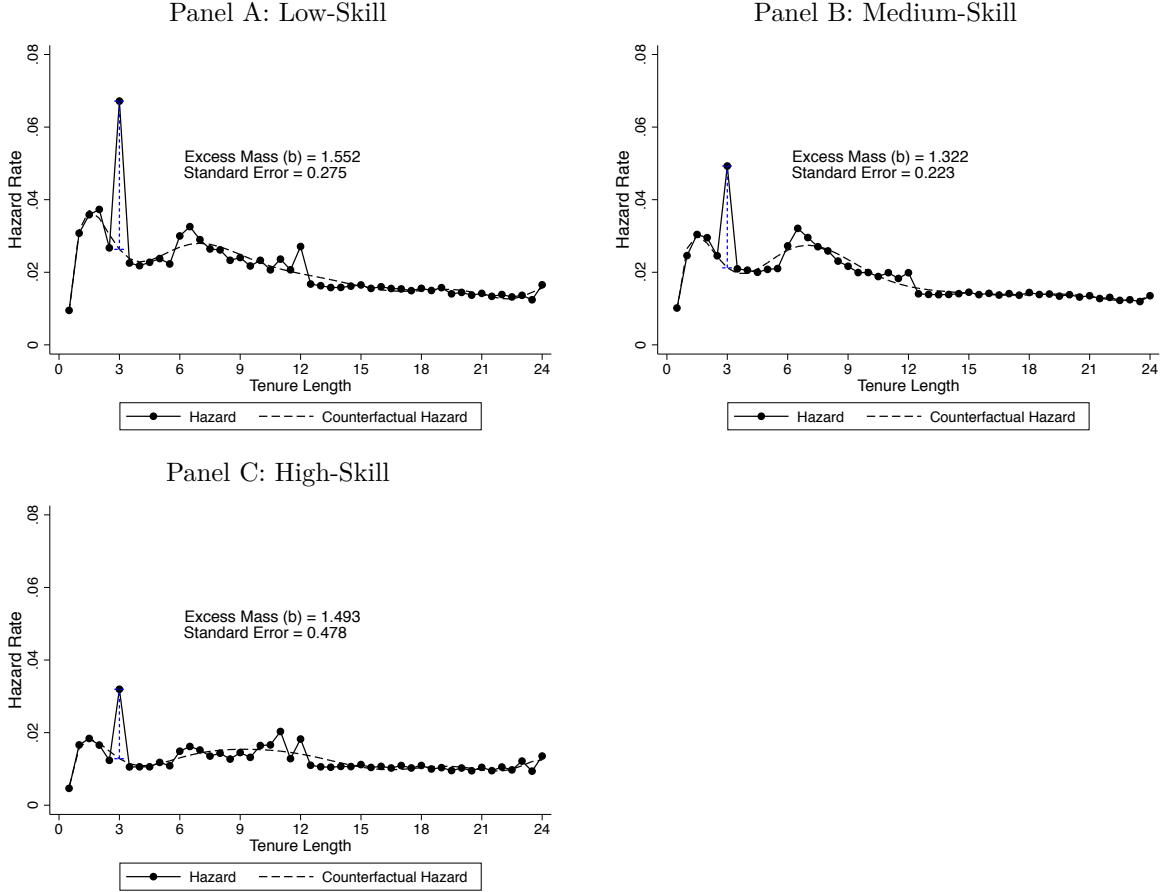 Panel A: Low-Skill
.08
.06
.04
.02
0
Hazard Rate
Excess Mass (b) = 1.552
Standard Error = 0.275
0 3 6 9 12 15 18 21 24
Tenure Length
Hazard Counterfactual Hazard
Panel B: Medium-Skill
.08
.06
.04
.02
0
Hazard Rate
Excess Mass (b) = 1.322
Standard Error = 0.223
0 3 6 9 12 15 18 21 24
Tenure Length
Hazard Counterfactual Hazard
Panel C: High-Skill
.08
.06
.04
.02
0
Hazard Rate
Excess Mass (b) = 1.493
Standard Error = 0.478
0 3 6 9 12 15 18 21 24
Tenure Length
Hazard Counterfactual Hazard